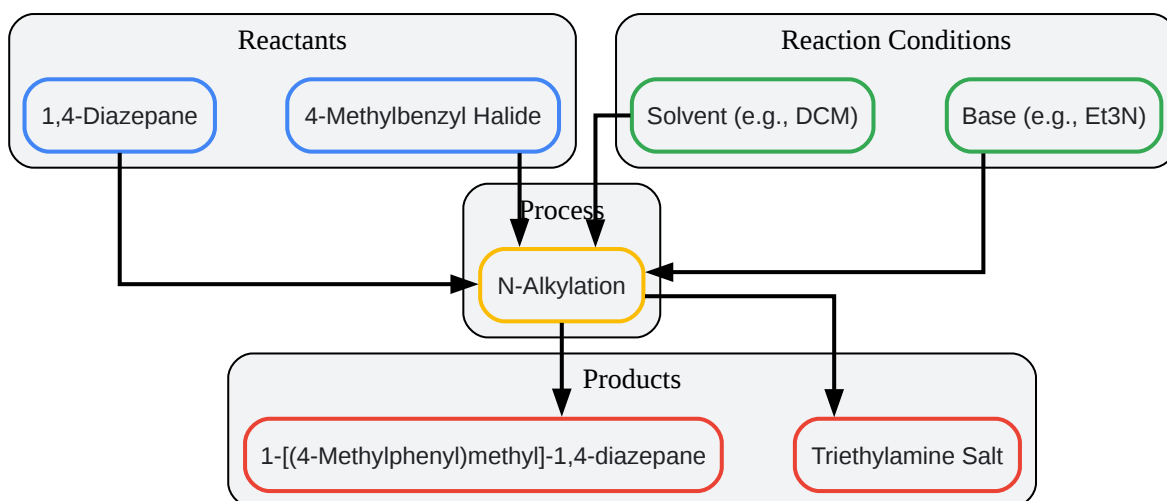 Reactants
Reaction Conditions
1,4-Diazepane
4-Methylbenzyl Halide
Solvent (e.g., DCM)
Base (e.g., Et3N)
Process
N-Alkylation
Products
1-[(4-Methylphenyl)methyl]-1,4-diazepane
Triethylamine Salt